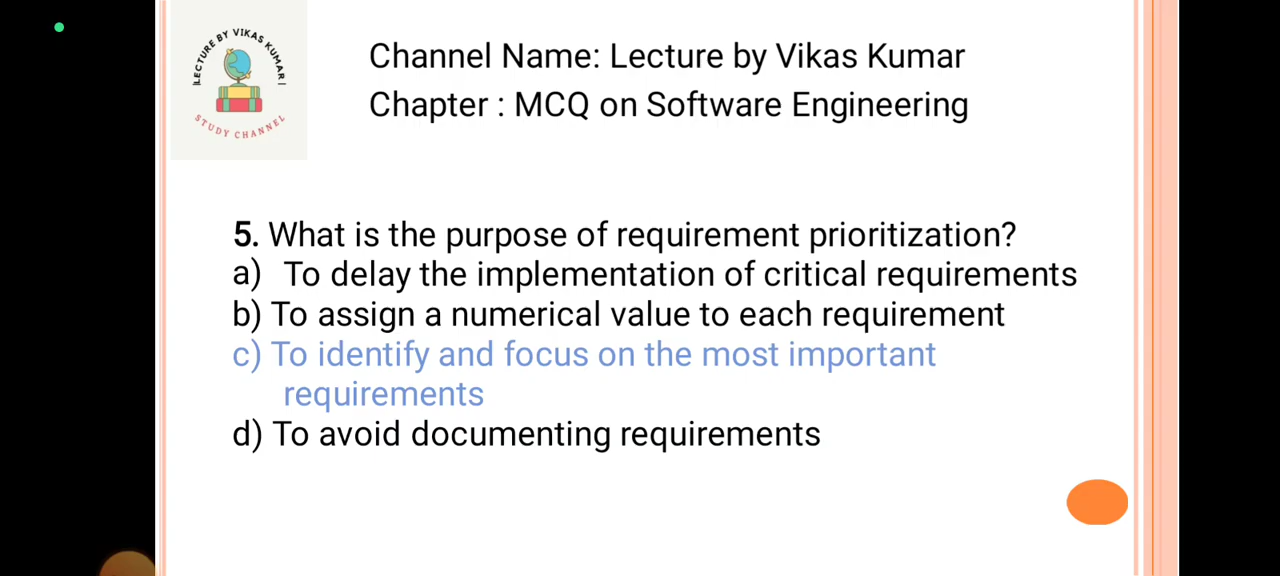 LECTURE BY VIKAS KUMAR
STUDY CHANNEL
Channel Name: Lecture by Vikas Kumar
Chapter : MCQ on Software Engineering
5. What is the purpose of requirement prioritization?
a) To delay the implementation of critical requirements
b) To assign a numerical value to each requirement
c) To identify and focus on the most important
requirements
d) To avoid documenting requirements